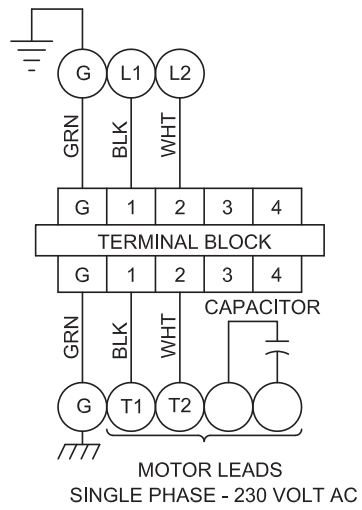 G L1 L2
GRN BLK WHT
G 1 2 3 4
TERMINAL BLOCK
G 1 2 3 4
CAPACITOR
GRN BLK WHT
G T1 T2
MOTOR LEADS
SINGLE PHASE - 230 VOLT AC